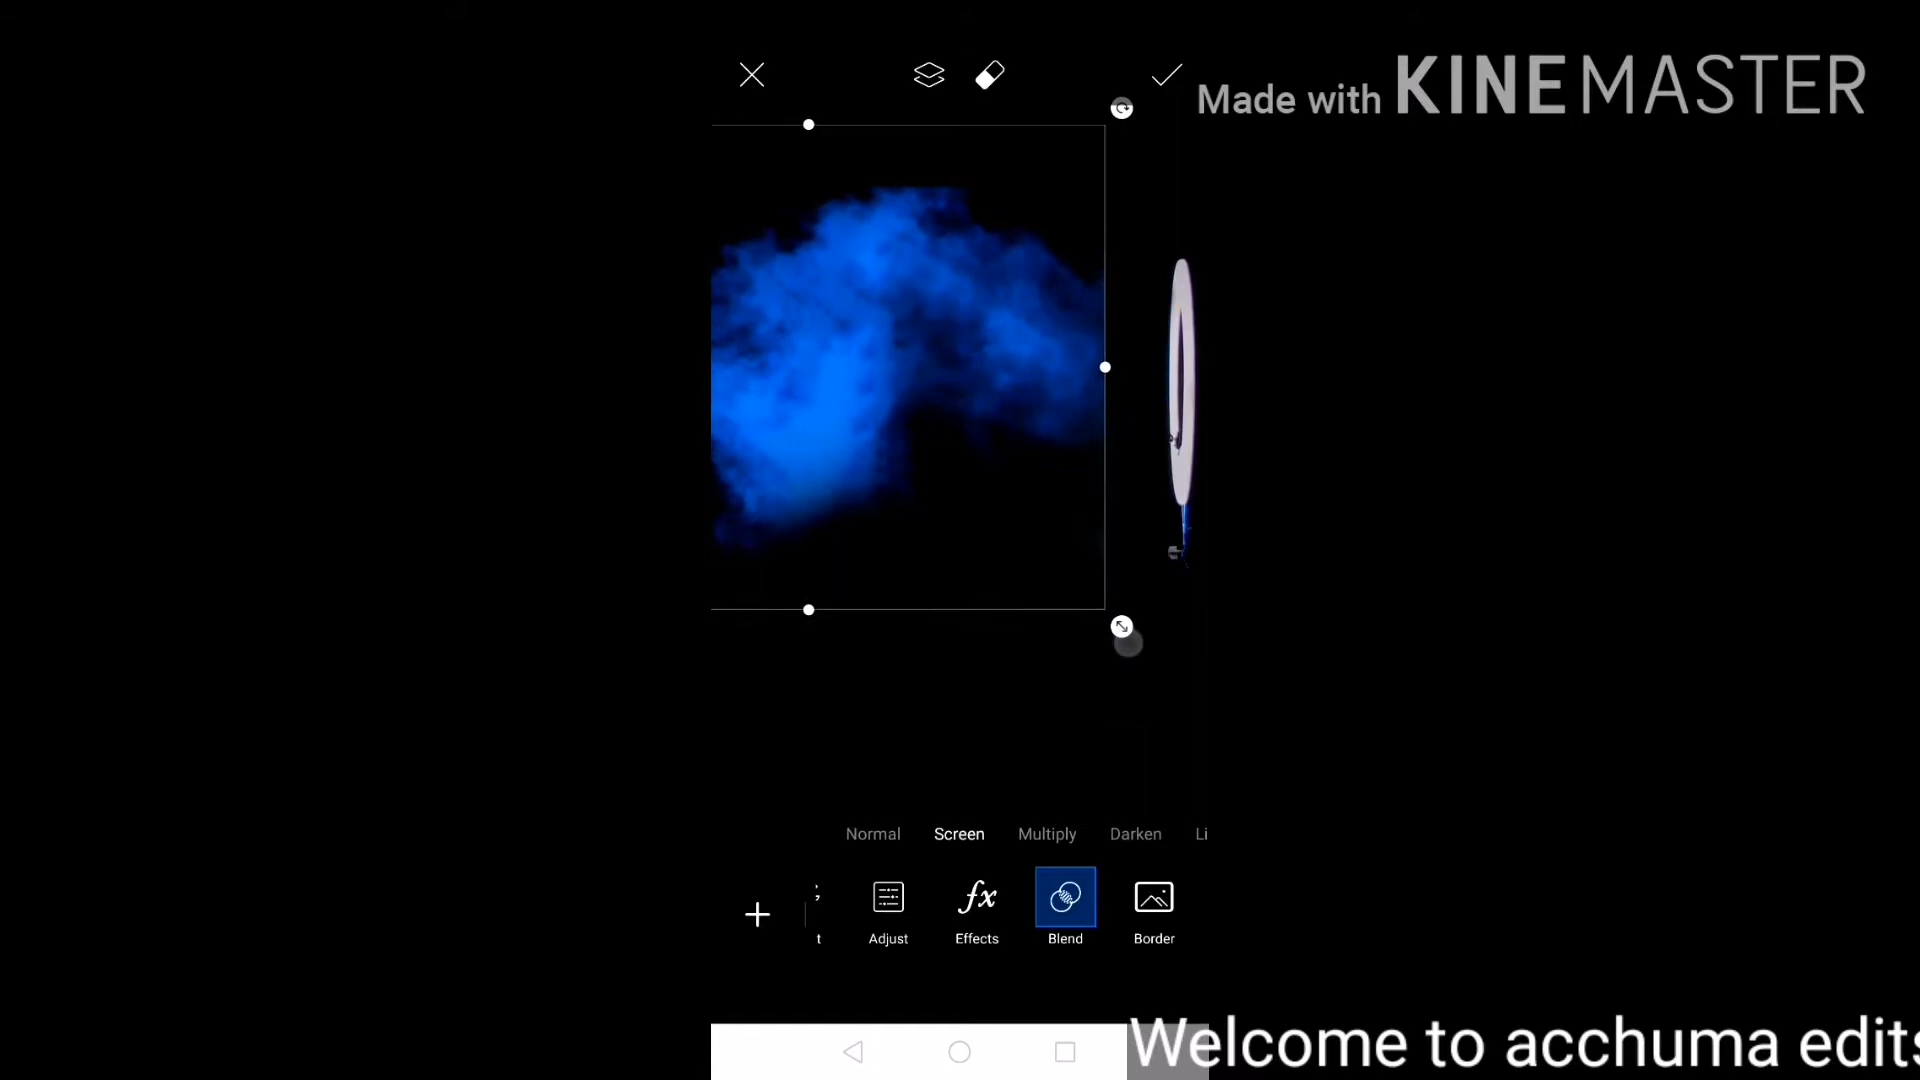 Made with KINEMASTER
Normal Screen Multiply Darken Li
t Adjust Effects Blend Border
Welcome to acchuma edits